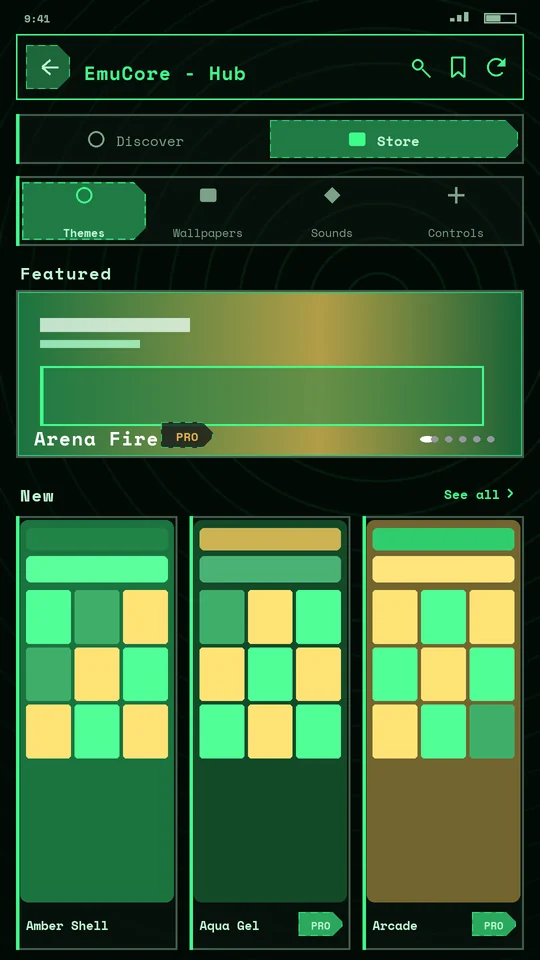 9:41
EmuCore - Hub
Discover
Store
Themes
Wallpapers
Sounds
Controls
Featured
Arena Fire
PRO
New
See all
Amber Shell
Aqua Gel
PRO
Arcade
PRO